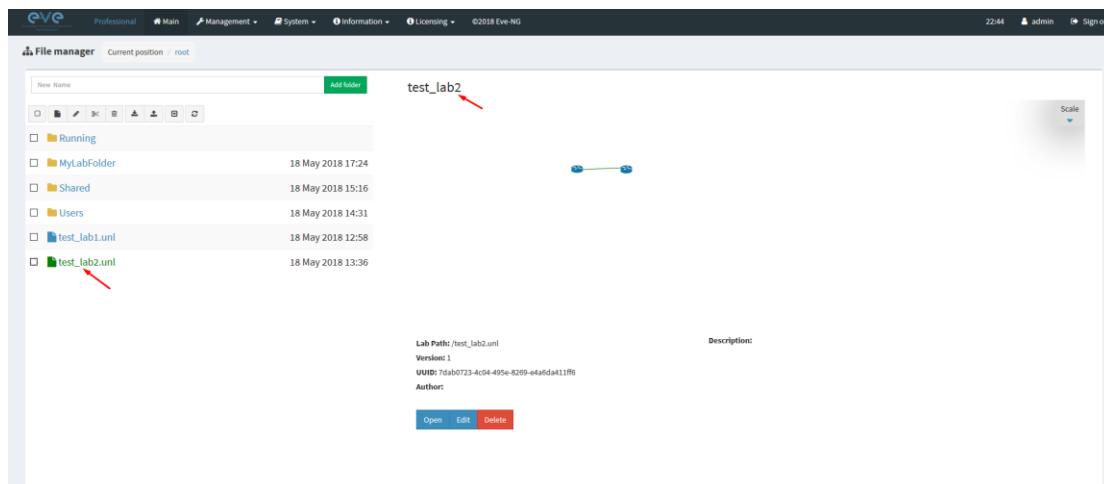 eve Professional Main Management System Information Licensing ©2018 Eve-NG 22:44 admin Sign o
File manager Current position / root
New Name Add folder
test_lab2
Scale
Running
MyLabFolder 18 May 2018 17:24
Shared 18 May 2018 15:16
Users 18 May 2018 14:31
test_lab1.unl 18 May 2018 12:58
test_lab2.unl 18 May 2018 13:36
Lab Path: /test_lab2.unl
Description:
Version: 1
UUID: 7dab0723-4c04-495e-8269-e4a6da411ff6
Author:
Open Edit Delete